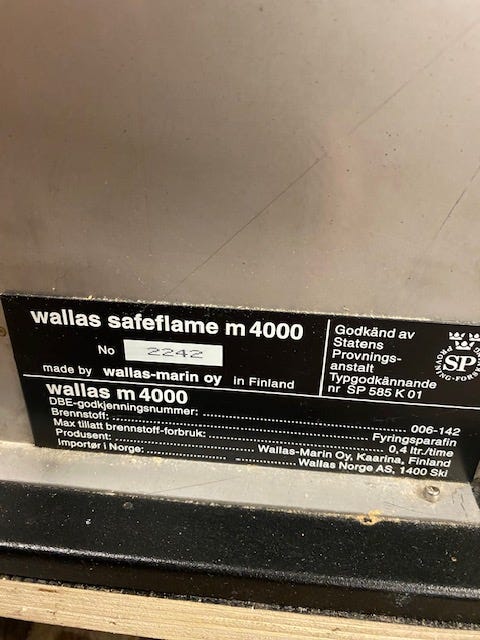 wallas safeflame m 4000
No 2242
made by wallas-marin oy in Finland
Godkänd av
Statens
Provnings-
anstalt
Typgodkännande
nr SP 585 K 01
SP
wallas m 4000
DBE-godkjenningsnummer: 006-142
Brennstoff: Fyringsparafin
Max tillatt brennstoff-forbruk: 0,4 ltr./time
Produsent: Wallas-Marin Oy, Kaarina, Finland
Importør i Norge: Wallas Norge AS, 1400 Ski